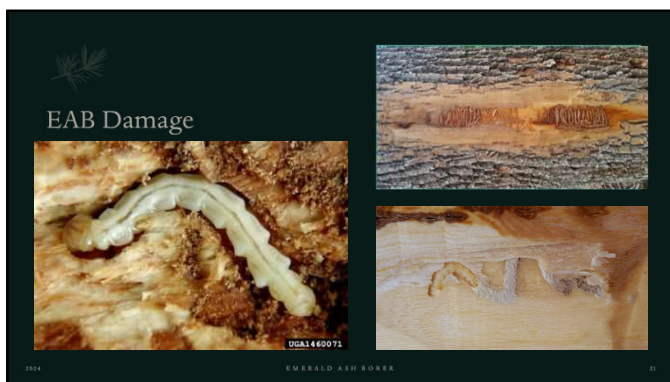 EAB Damage
UGA1460071
2024
EMERALD ASH BORER
21